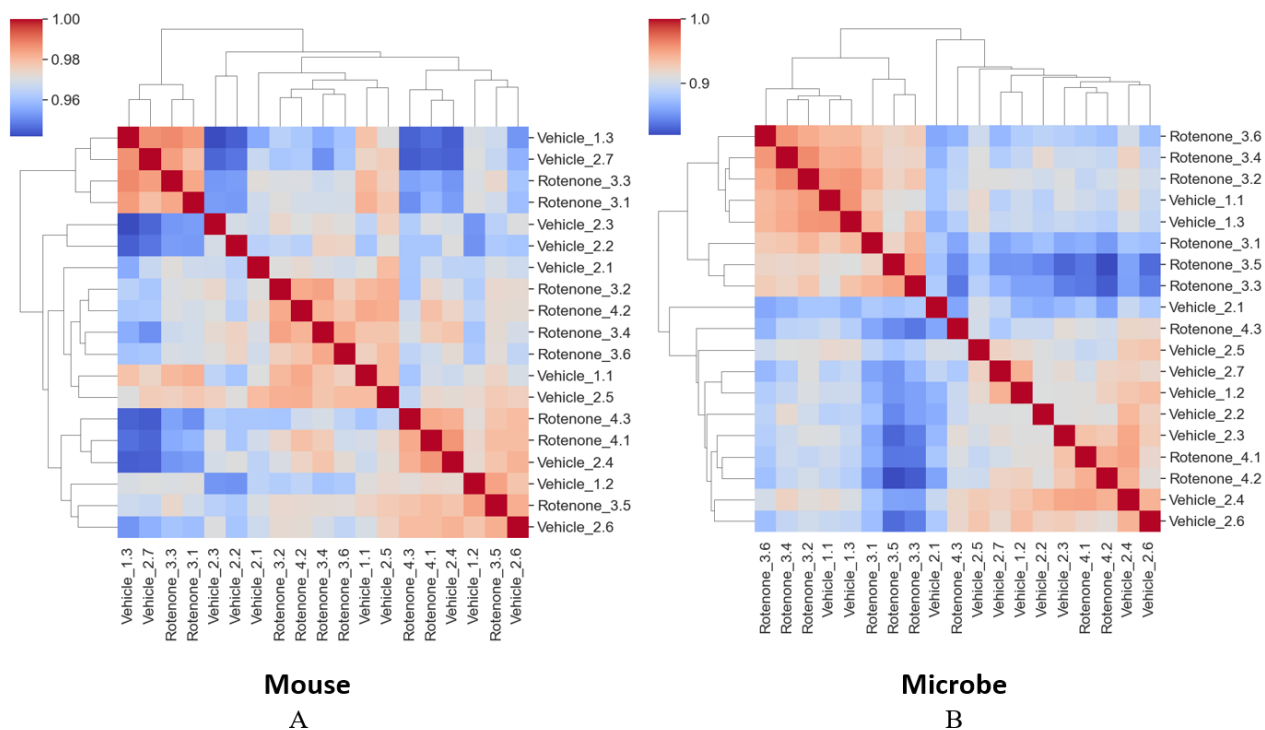 1.00
0.98
0.96
Vehicle_1.3
Vehicle_2.7
Rotenone_3.3
Rotenone_3.1
Vehicle_2.3
Vehicle_2.2
Vehicle_2.1
Rotenone_3.2
Rotenone_4.2
Rotenone_3.4
Rotenone_3.6
Vehicle_1.1
Vehicle_2.5
Rotenone_4.3
Rotenone_4.1
Vehicle_2.4
Vehicle_1.2
Rotenone_3.5
Vehicle_2.6
Vehicle_1.3
Vehicle_2.7
Rotenone_3.3
Rotenone_3.1
Vehicle_2.3
Vehicle_2.2
Vehicle_2.1
Rotenone_3.2
Rotenone_4.2
Rotenone_3.4
Rotenone_3.6
Vehicle_1.1
Vehicle_2.5
Rotenone_4.3
Rotenone_4.1
Vehicle_2.4
Vehicle_1.2
Rotenone_3.5
Vehicle_2.6
Mouse
A
1.0
0.9
Rotenone_3.6
Rotenone_3.4
Rotenone_3.2
Vehicle_1.1
Vehicle_1.3
Rotenone_3.1
Rotenone_3.5
Rotenone_3.3
Vehicle_2.1
Rotenone_4.3
Vehicle_2.5
Vehicle_2.7
Vehicle_1.2
Vehicle_2.2
Vehicle_2.3
Rotenone_4.1
Rotenone_4.2
Vehicle_2.4
Vehicle_2.6
Rotenone_3.6
Rotenone_3.4
Rotenone_3.2
Vehicle_1.1
Vehicle_1.3
Rotenone_3.1
Rotenone_3.5
Rotenone_3.3
Vehicle_2.1
Rotenone_4.3
Vehicle_2.5
Vehicle_2.7
Vehicle_1.2
Vehicle_2.2
Vehicle_2.3
Rotenone_4.1
Rotenone_4.2
Vehicle_2.4
Vehicle_2.6
Microbe
B